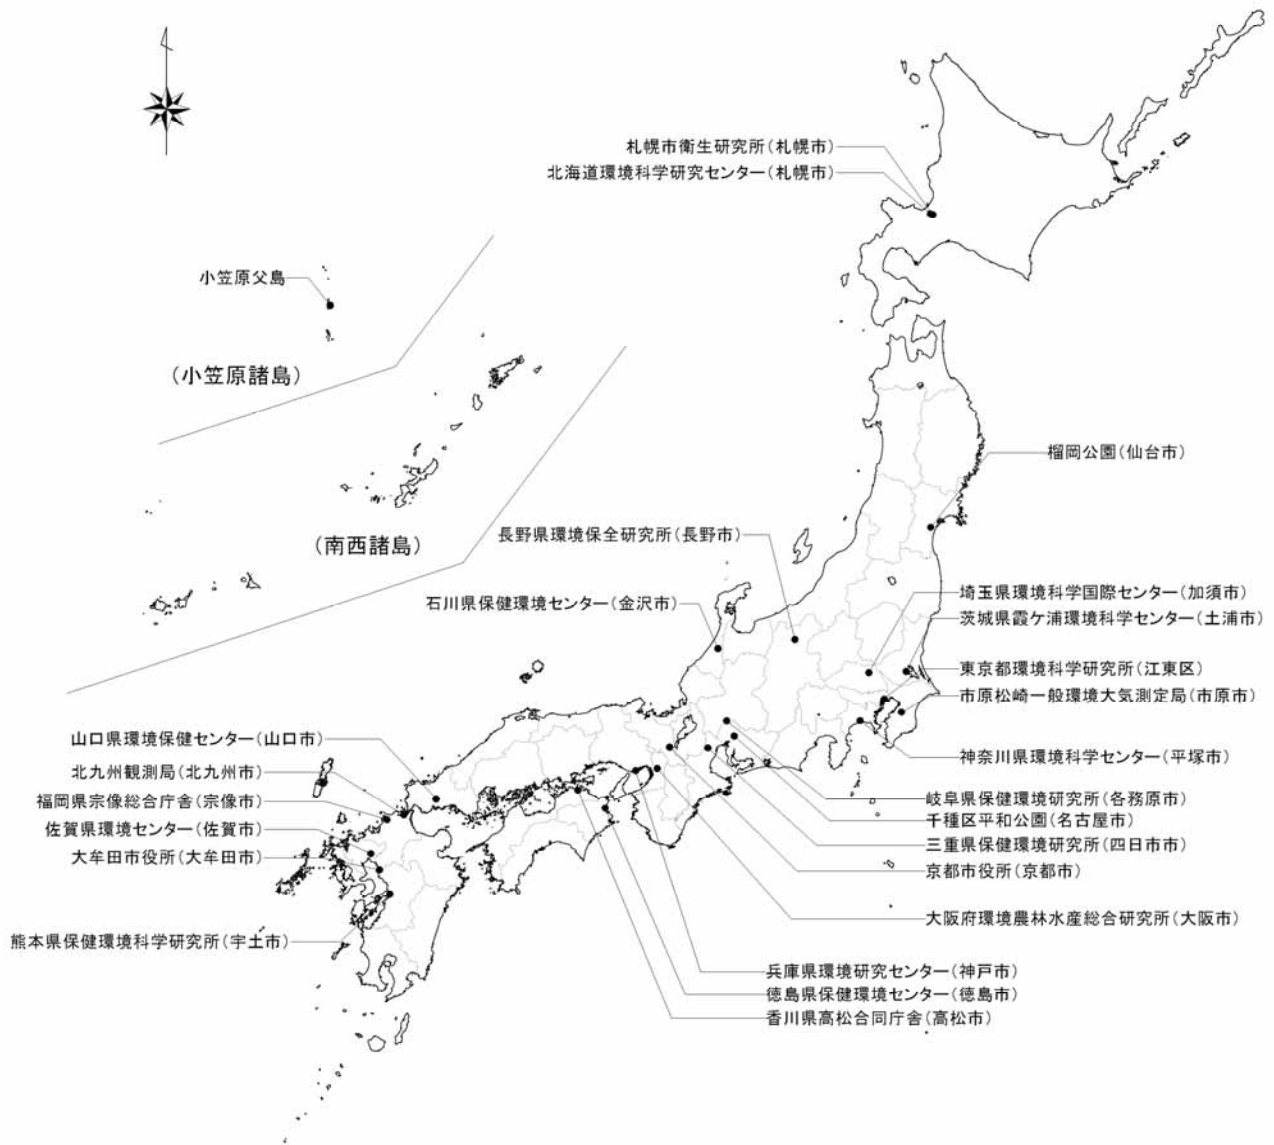 札幌市衛生研究所(札幌市)
北海道環境科学研究センター(札幌市)
小笠原父島
(小笠原諸島)
榴岡公園(仙台市)
長野県環境保全研究所(長野市)
(南西諸島)
埼玉県環境科学国際センター(加須市)
石川県保健環境センター(金沢市)
茨城県霞ケ浦環境科学センター(土浦市)
東京都環境科学研究所(江東区)
市原松崎一般環境大気測定局(市原市)
山口県環境保健センター(山口市)
神奈川県環境科学センター(平塚市)
北九州観測局(北九州市)
福岡県宗像総合庁舎(宗像市)
岐阜県保健環境研究所(各務原市)
千種区平和公園(名古屋市)
佐賀県環境センター(佐賀市)
三重県保健環境研究所(四日市市)
大牟田市役所(大牟田市)
京都市役所(京都市)
大阪府環境農林水産総合研究所(大阪市)
熊本県保健環境科学研究所(宇土市)
兵庫県環境研究センター(神戸市)
徳島県保健環境センター(徳島市)
香川県高松合同庁舎(高松市)